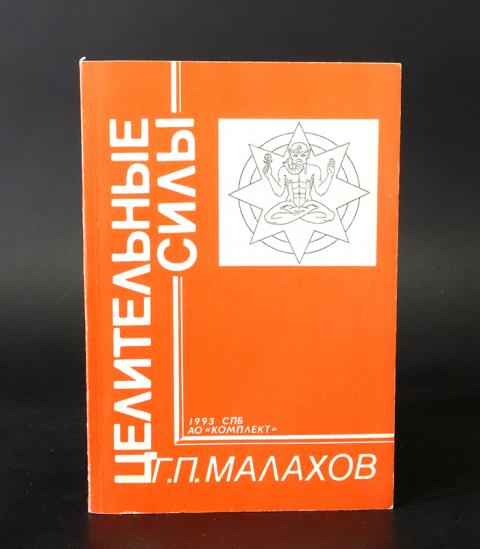 ЦЕЛИТЕЛЬНЫЕ
СИЛЫ
1993 СПБ
АО «КОМПЛЕКТ»
Г.П.МАЛАХОВ